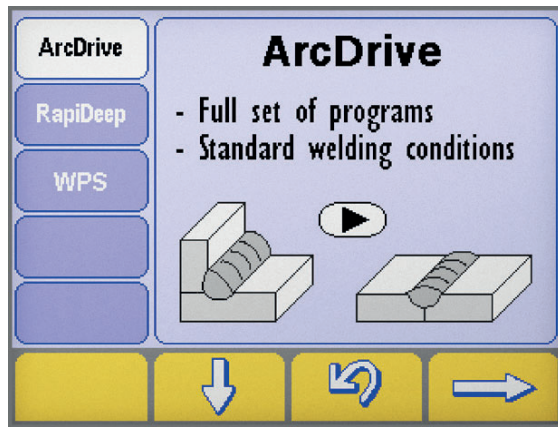 ArcDrive
RapiDeep
WPS
ArcDrive
- Full set of programs
- Standard welding conditions